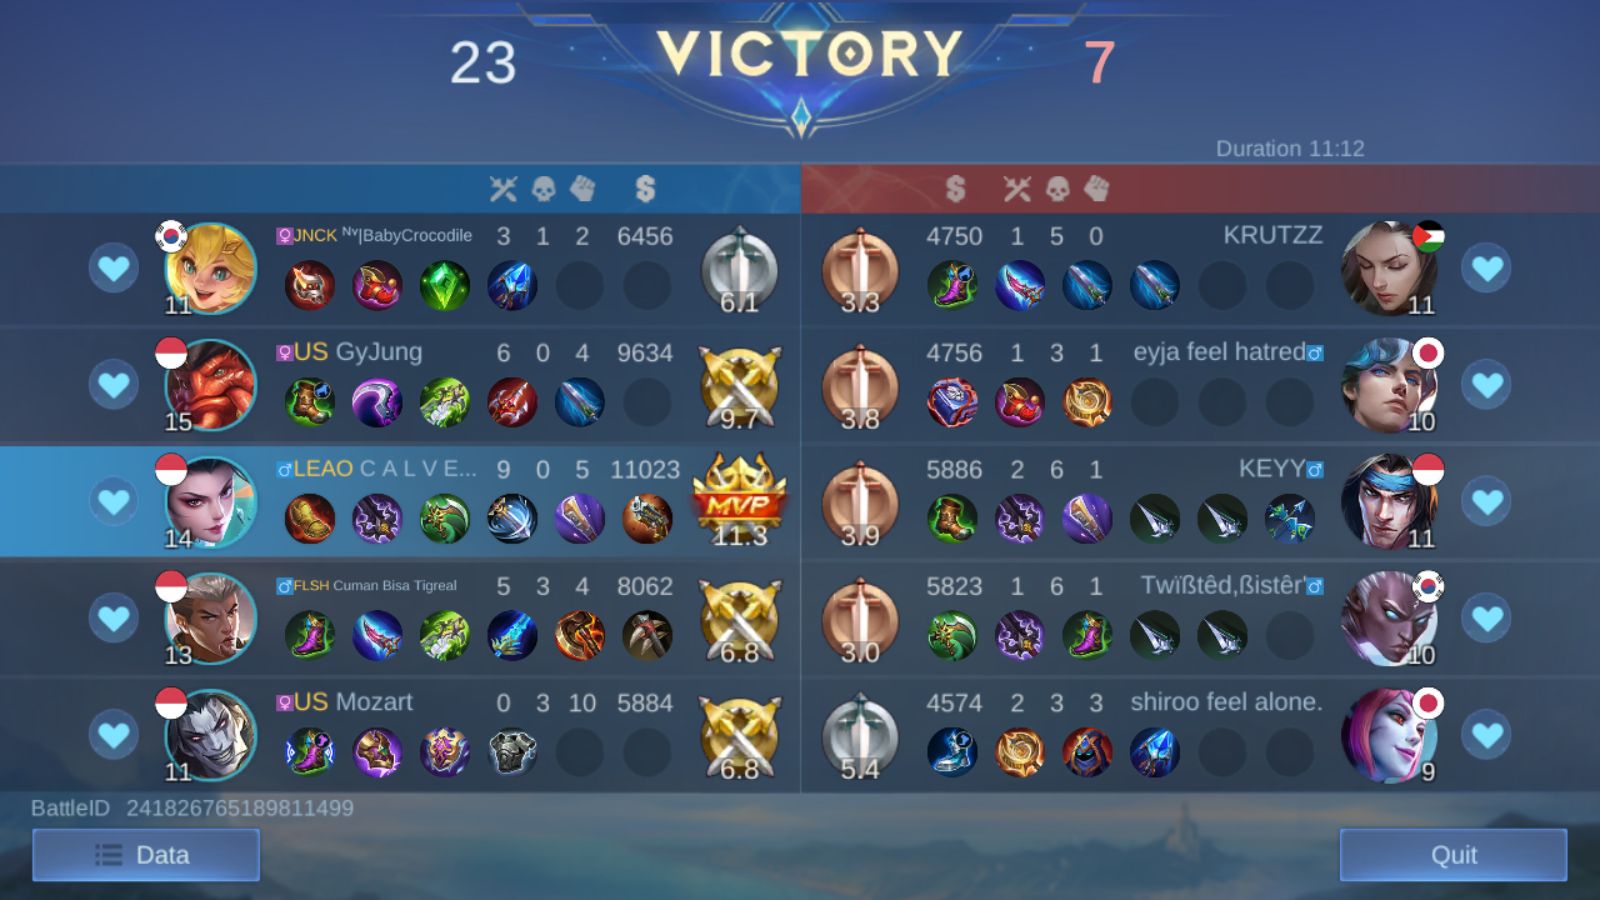 23 VICTORY 7
Duration 11:12
JNCK ᴺᵛ|BabyCrocodile 3 1 2 6456
11 6.1
4750 1 5 0 KRUTZZ
3.3 11
US GyJung 6 0 4 9634
15 9.7
4756 1 3 1 eyja feel hatred
3.8 10
LEAO C A L V E... 9 0 5 11023
MVP
14 11.3
5886 2 6 1 KEYY
3.9 11
FLSH Cuman Bisa Tigreal 5 3 4 8062
13 6.8
5823 1 6 1 Twïßtêd,ßistêr'
3.0 10
US Mozart 0 3 10 5884
11 6.8
4574 2 3 3 shiroo feel alone.
5.4 9
BattleID 241826765189811499
Data
Quit